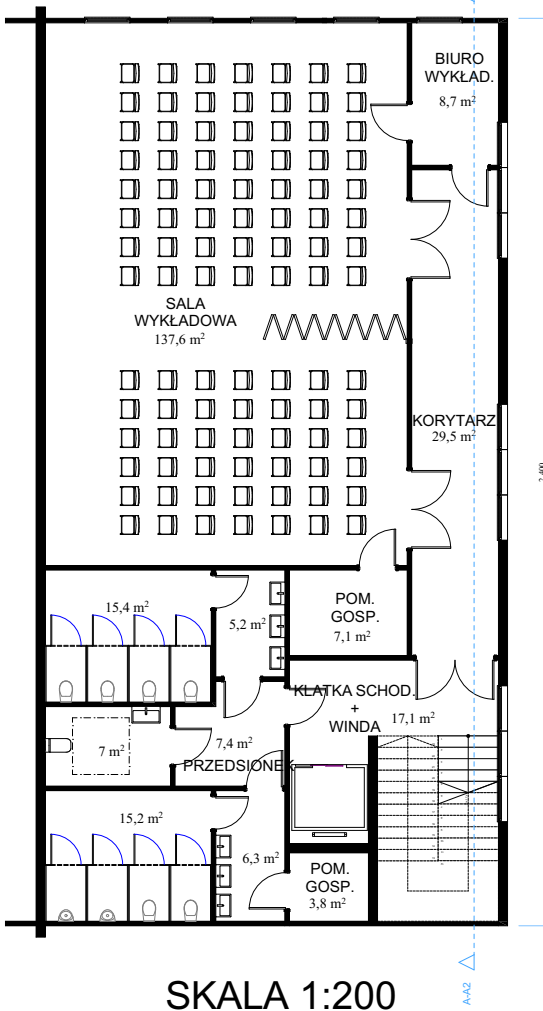 BIURO
WYKŁAD.
8,7 m²
SALA
WYKŁADOWA
137,6 m²
KORYTARZ
29,5 m²
2 400
15,4 m²
5,2 m²
POM.
GOSP.
7,1 m²
KLATKA SCHOD.
+
WINDA
17,1 m²
7 m²
7,4 m²
PRZEDSIONEK
15,2 m²
6,3 m²
POM.
GOSP.
3,8 m²
A-A2
SKALA 1:200